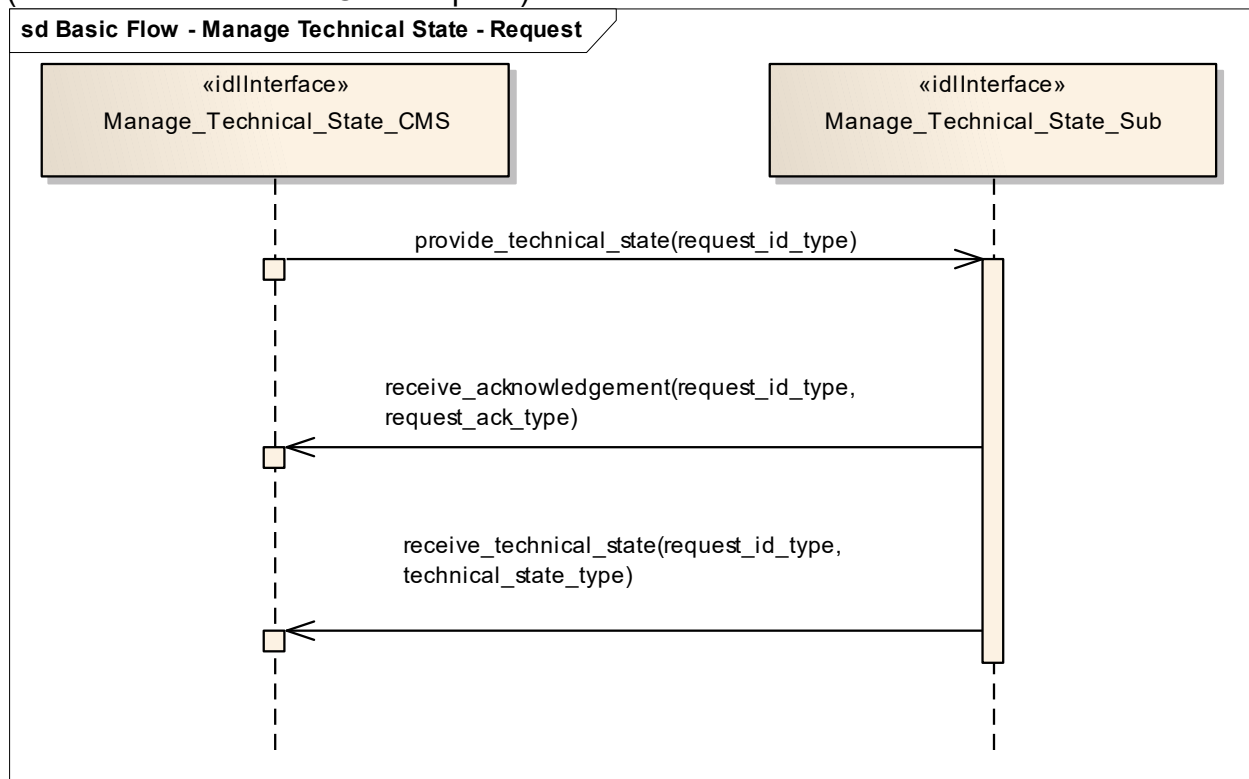 sd Basic Flow - Manage Technical State - Request
«idlInterface»
Manage_Technical_State_CMS
«idlInterface»
Manage_Technical_State_Sub
provide_technical_state(request_id_type)
receive_acknowledgement(request_id_type,
request_ack_type)
receive_technical_state(request_id_type,
technical_state_type)